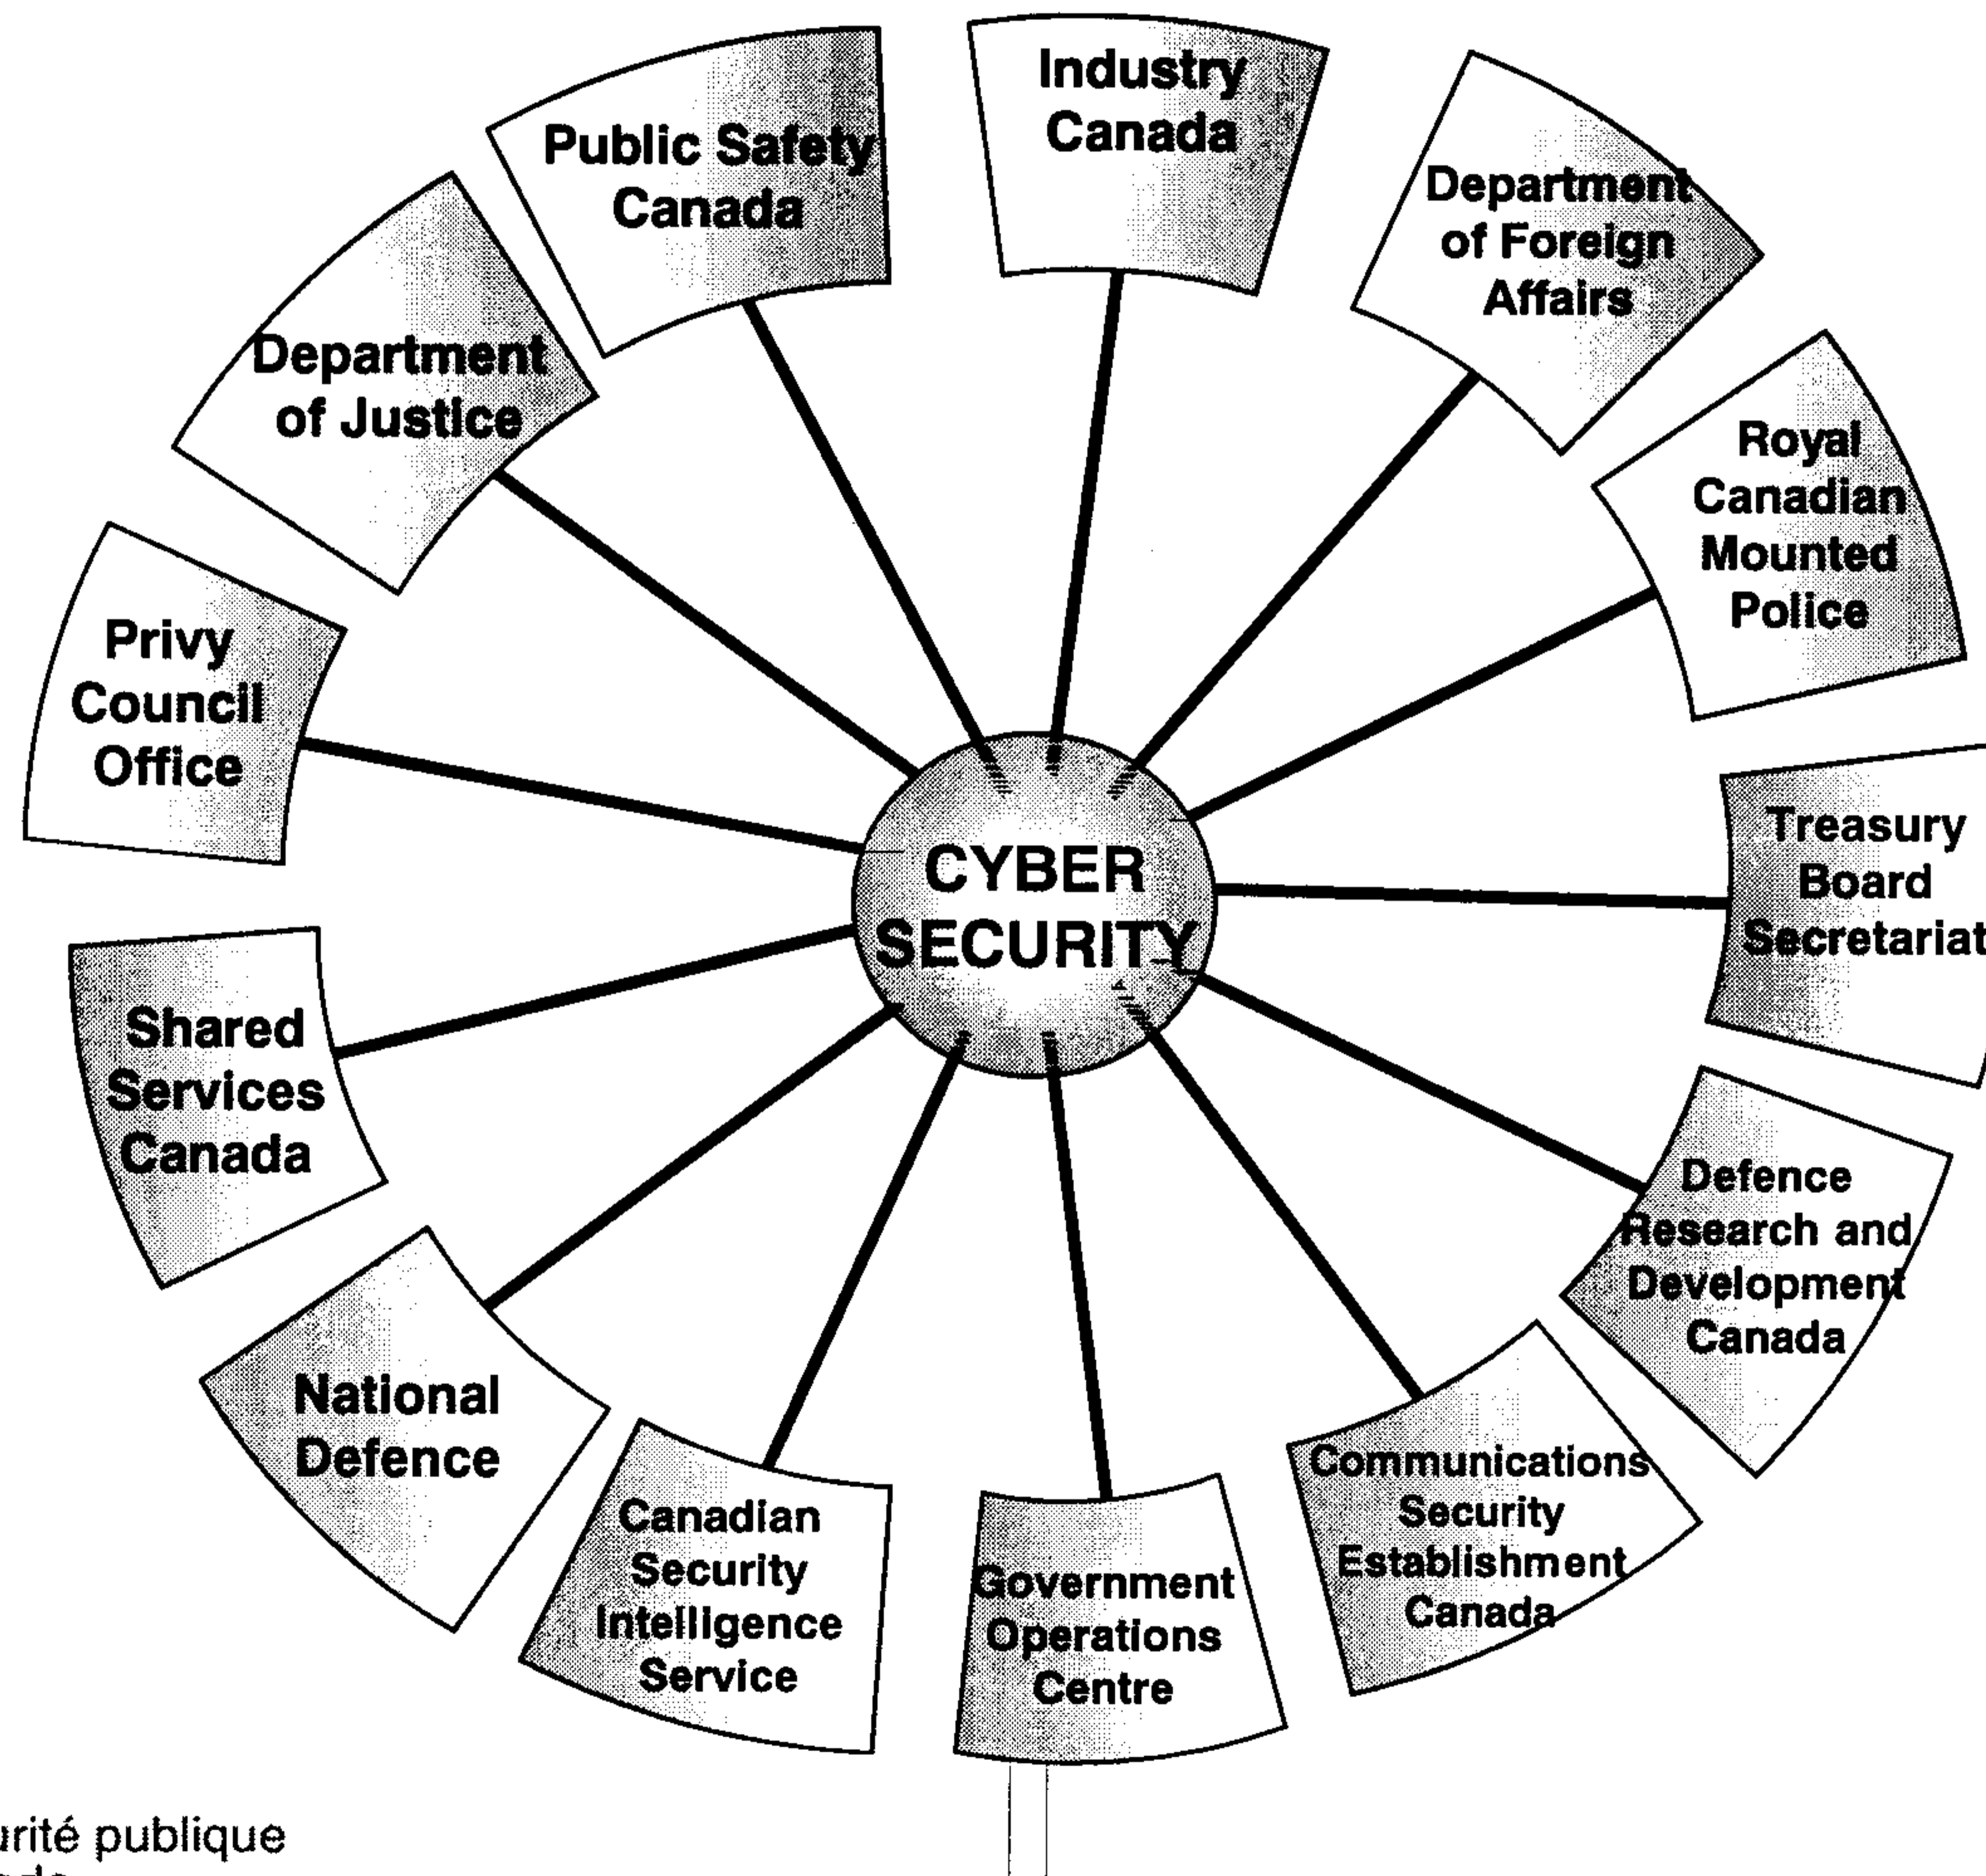 Industry
Canada
Public Safety
Canada
Department
of Foreign
Affairs
Department
of Justice
Royal
Canadian
Mounted
Police
Privy
Council
Office
Treasury
Board
Secretariat
CYBER
SECURITY
Shared
Services
Canada
Defence
Research and
Development
Canada
National
Defence
Communications
Security
Establishment
Canada
Canadian
Security
Intelligence
Service
Government
Operations
Centre
publique